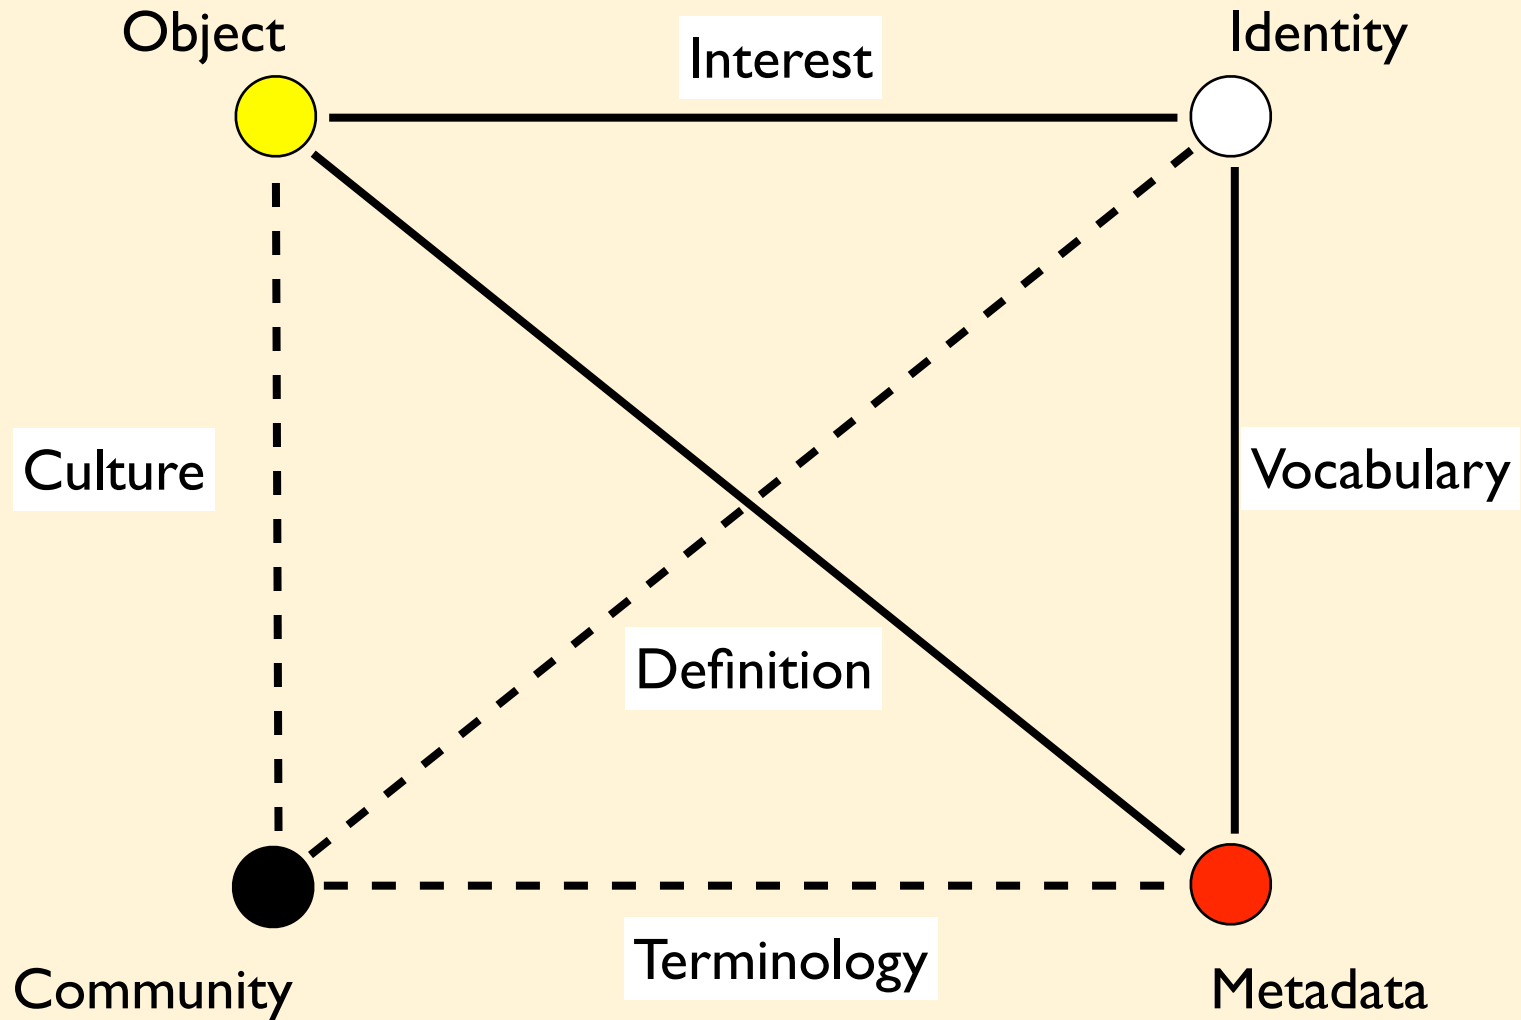 Object
Interest
Identity
Culture
Vocabulary
Definition
Terminology
Community
Metadata